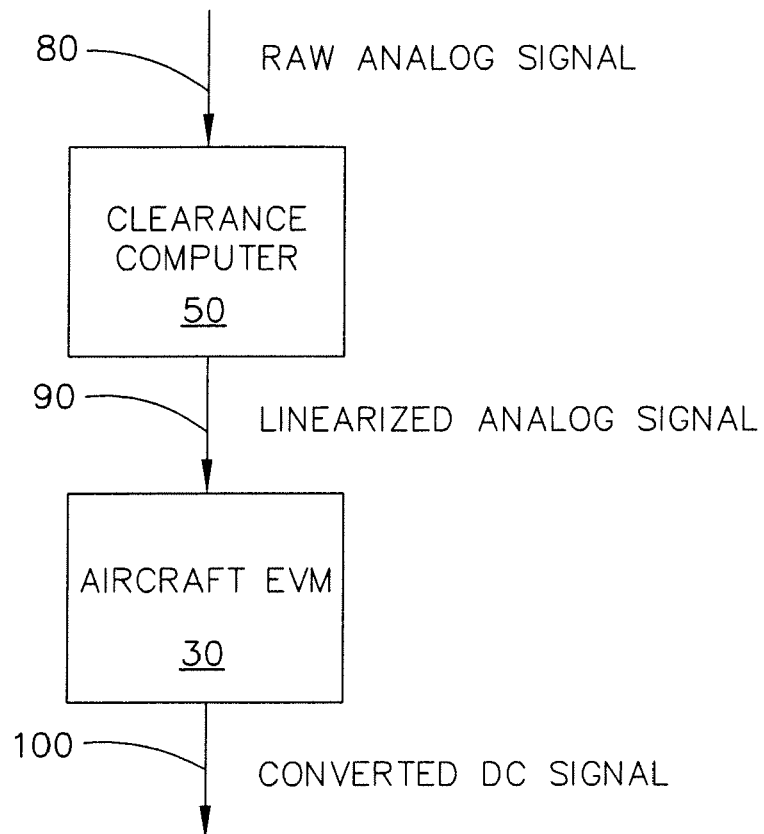 80
RAW ANALOG SIGNAL
CLEARANCE
COMPUTER
50
90
LINEARIZED ANALOG SIGNAL
AIRCRAFT EVM
30
100
CONVERTED DC SIGNAL